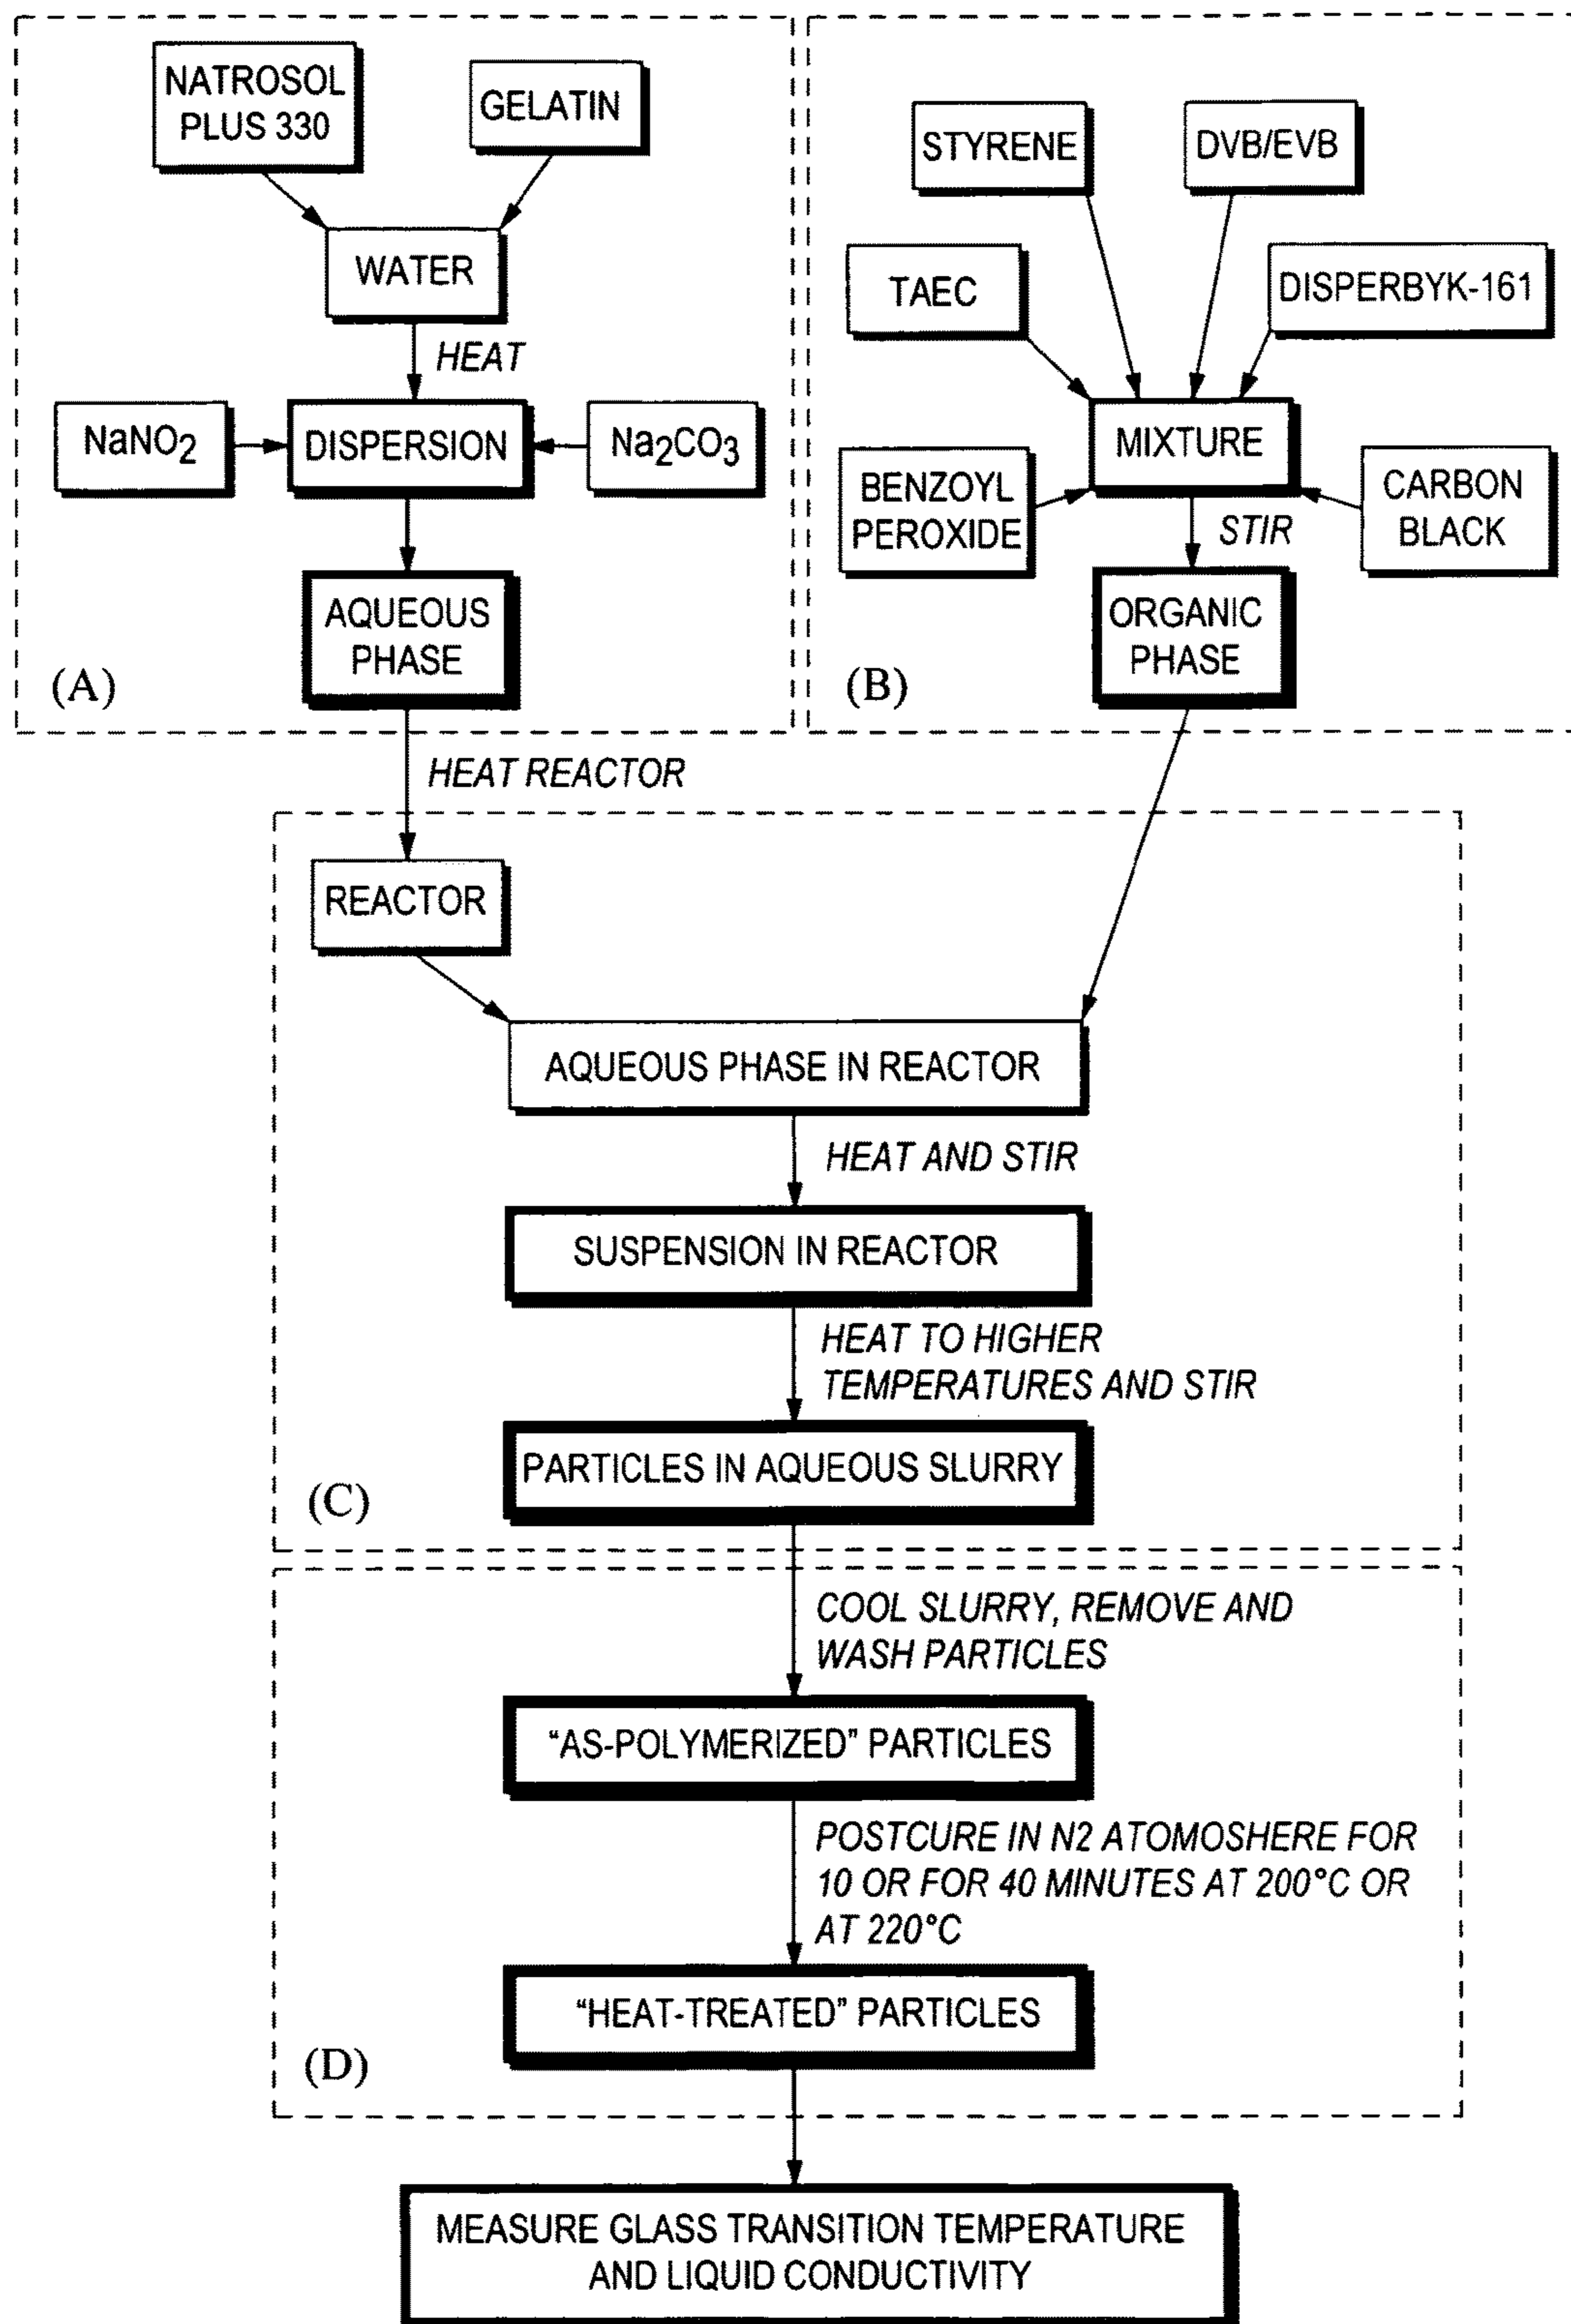 NATROSOL
PLUS 330
GELATIN
WATER
HEAT
NaNO2
DISPERSION
Na2CO3
AQUEOUS
PHASE
(A)
STYRENE
DVB/EVB
TAEC
DISPERBYK-161
MIXTURE
BENZOYL
PEROXIDE
CARBON
BLACK
STIR
ORGANIC
PHASE
(B)
HEAT REACTOR
REACTOR
AQUEOUS PHASE IN REACTOR
HEAT AND STIR
SUSPENSION IN REACTOR
HEAT TO HIGHER
TEMPERATURES AND STIR
PARTICLES IN AQUEOUS SLURRY
(C)
COOL SLURRY, REMOVE AND
WASH PARTICLES
“AS-POLYMERIZED” PARTICLES
POSTCURE IN N2 ATOMOSHERE FOR
10 OR FOR 40 MINUTES AT 200°C OR
AT 220°C
“HEAT-TREATED” PARTICLES
(D)
MEASURE GLASS TRANSITION TEMPERATURE
AND LIQUID CONDUCTIVITY